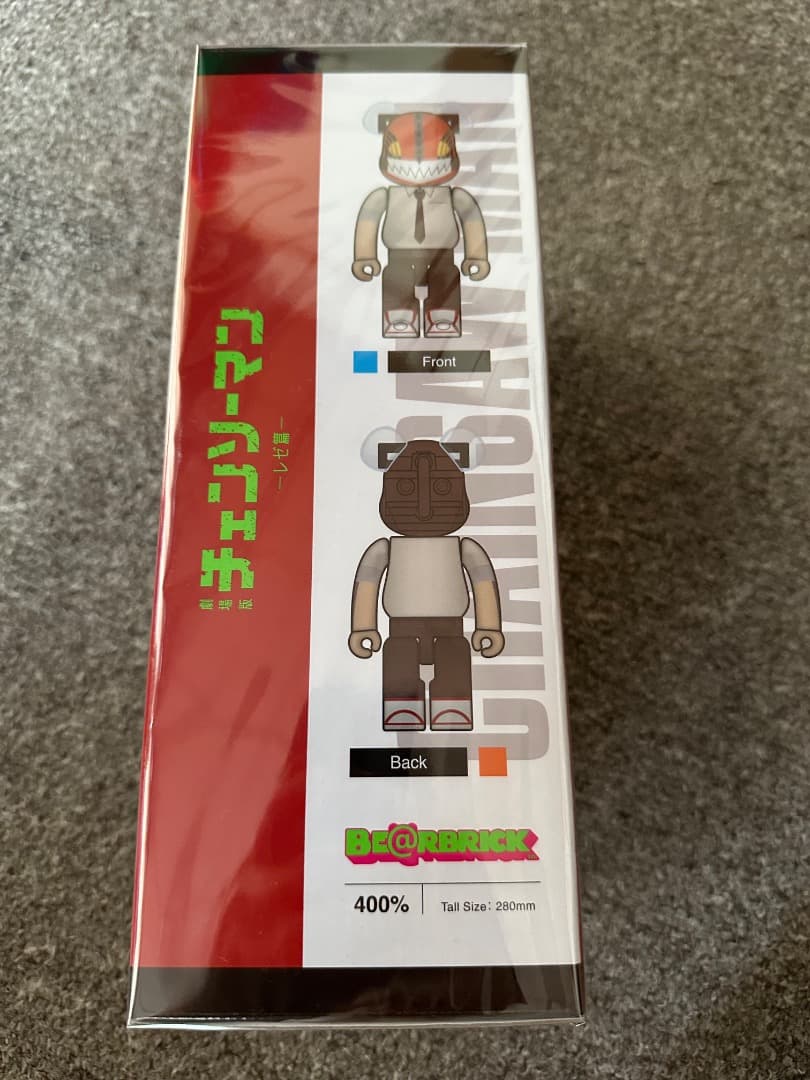 劇場版
チェンソーマン
ーレゼ篇ー
CHAINSAW MAN
Front
Back
BE@RBRICK
400%
Tall Size: 280mm